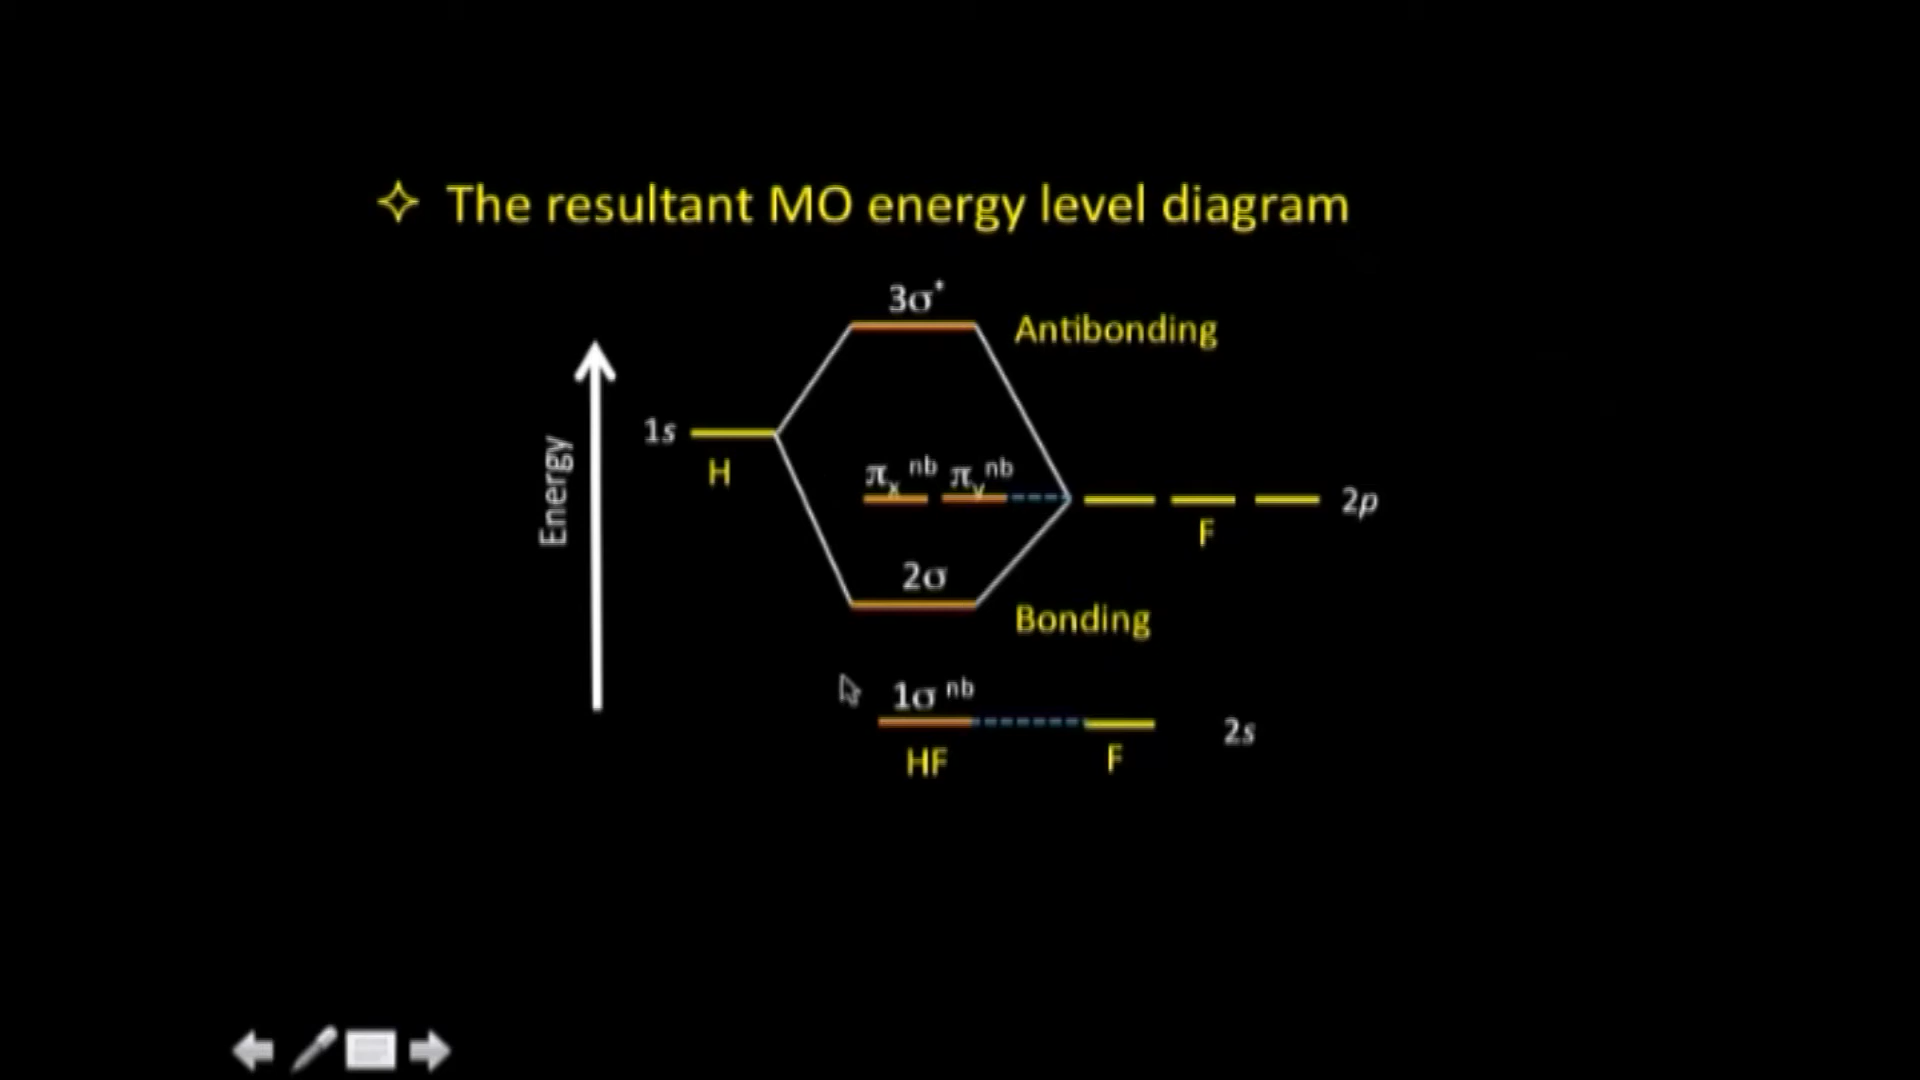 ✧ The resultant MO energy level diagram
3σ*
Antibonding
Energy
1s
H
πx nb πy nb
2p
F
2σ
Bonding
1σ nb
2s
HF
F